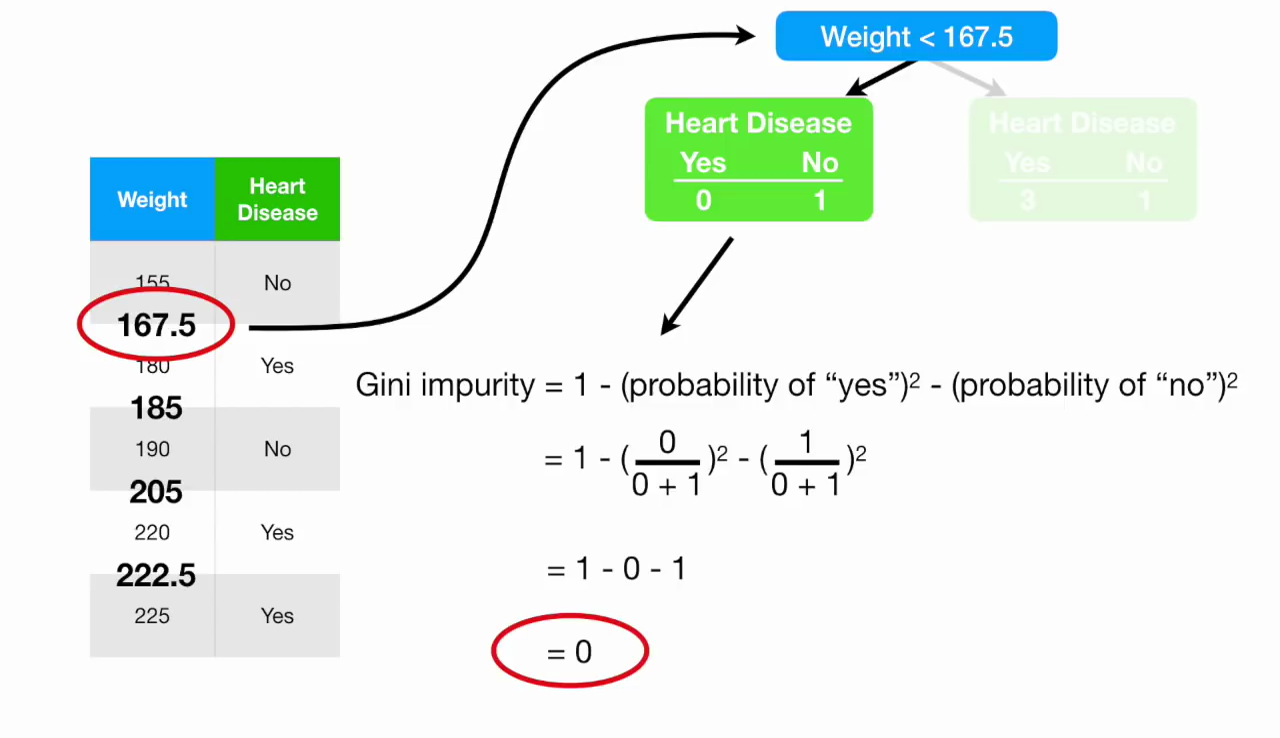 Weight < 167.5
Heart Disease
Yes No
0 1
Heart Disease
Yes No
3 1
Weight Heart Disease
155 No
167.5
180 Yes
185
190 No
205
220 Yes
222.5
225 Yes
Gini impurity = 1 - (probability of “yes”)² - (probability of “no”)²
= 1 - (0/(0 + 1))² - (1/(0 + 1))²
= 1 - 0 - 1
= 0